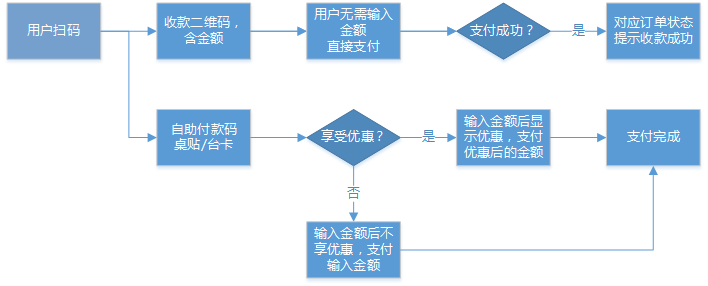 用户扫码
收款二维码，
含金额
用户无需输入
金额
直接支付
支付成功？
是
对应订单状态
提示收款成功
自助付款码
桌贴/台卡
享受优惠？
是
输入金额后显
示优惠，支付
优惠后的金额
支付完成
否
输入金额后不
享优惠，支付
输入金额